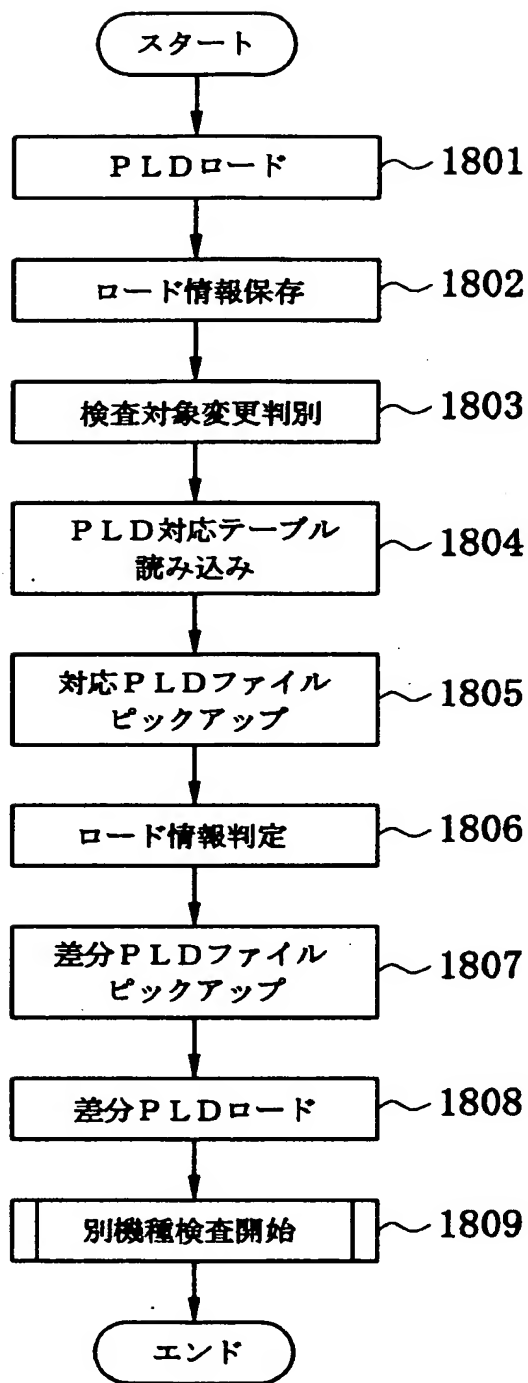 スタート
ＰＬＤロード
1801
ロード情報保存
1802
検査対象変更判別
1803
ＰＬＤ対応テーブル
読み込み
1804
対応ＰＬＤファイル
ピックアップ
1805
ロード情報判定
1806
差分ＰＬＤファイル
ピックアップ
1807
差分ＰＬＤロード
1808
別機種検査開始
1809
エンド